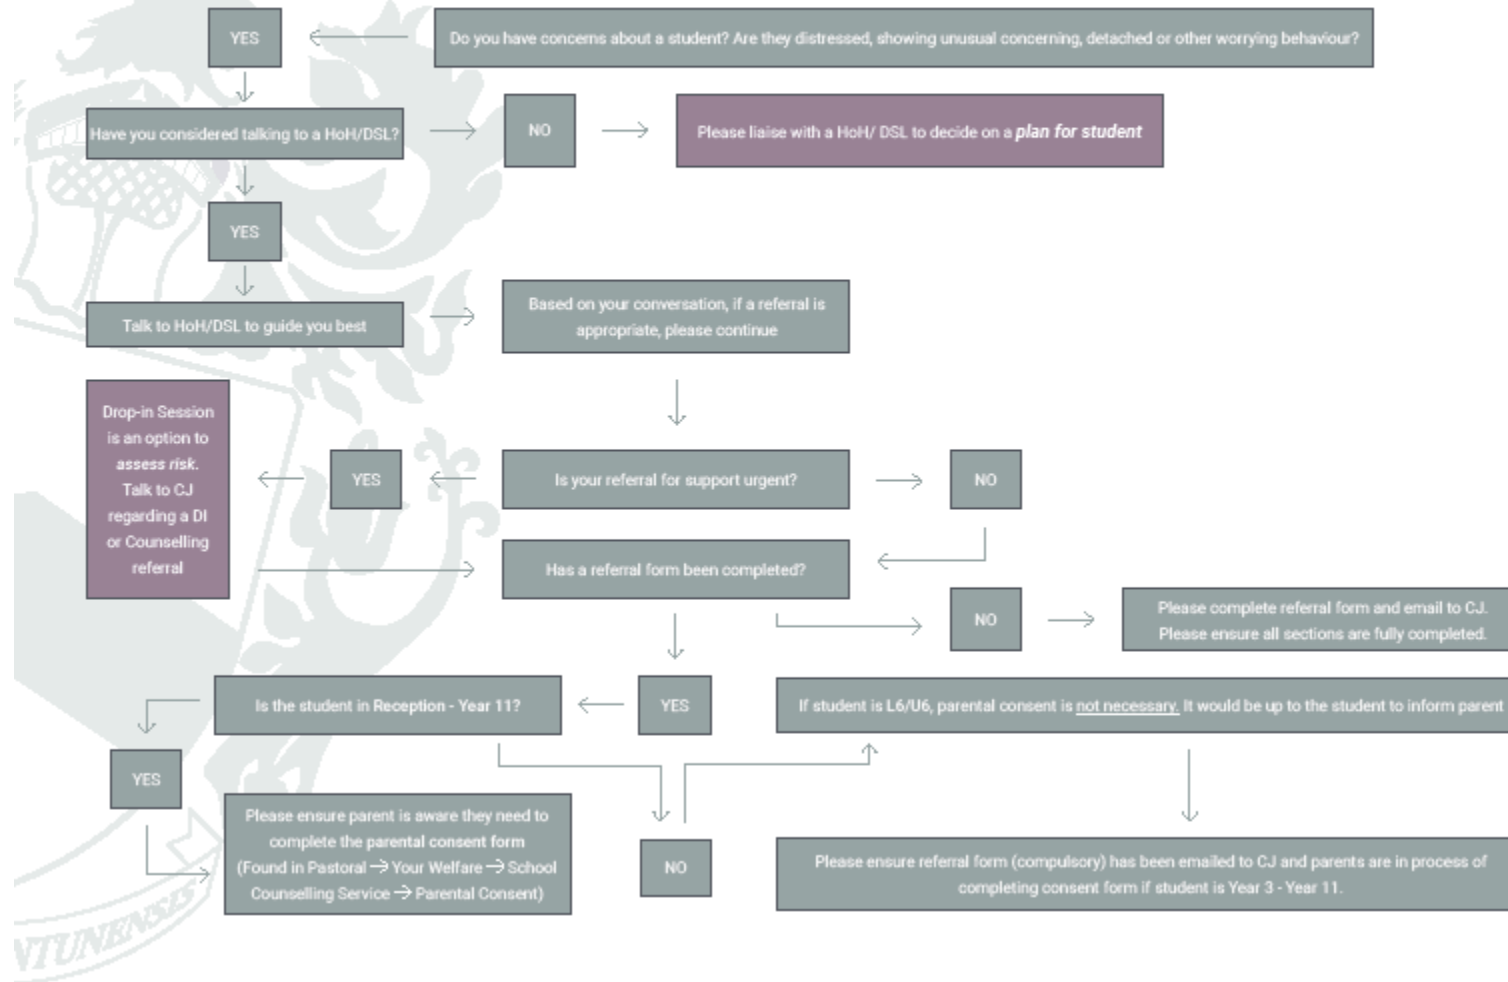 YES
Do you have concerns about a student? Are they distressed, showing unusual concerning, detached or other worrying behaviour?
Have you considered talking to a HoH/DSL?
NO
Please liaise with a HoH/ DSL to decide on a plan for student
YES
Talk to HoH/DSL to guide you best
Based on your conversation, if a referral is
appropriate, please continue
Drop-in Session
is an option to
assess risk.
Talk to CJ
regarding a DI
or Counselling
referral
YES
Is your referral for support urgent?
NO
Has a referral form been completed?
NO
Please complete referral form and email to CJ.
Please ensure all sections are fully completed.
Is the student in Reception - Year 11?
YES
If student is L6/U6, parental consent is not necessary. It would be up to the student to inform parent
YES
Please ensure parent is aware they need to
complete the parental consent form
(Found in Pastoral → Your Welfare → School
Counselling Service → Parental Consent)
NO
Please ensure referral form (compulsory) has been emailed to CJ and parents are in process of
completing consent form if student is Year 3 - Year 11.
NTUNENSIS